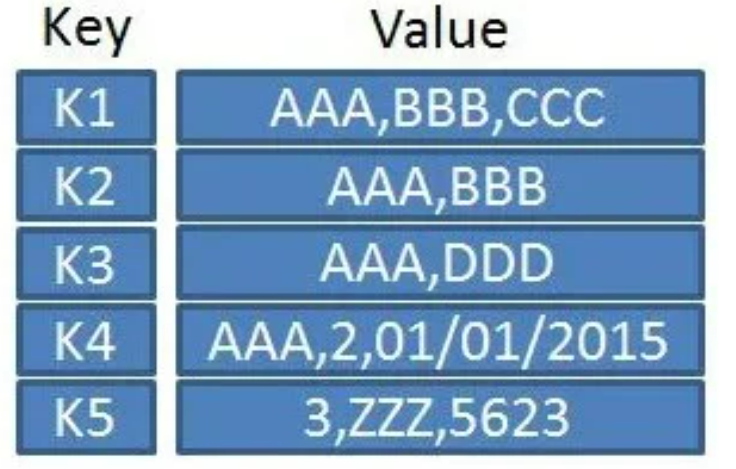 Key Value
K1 AAA,BBB,CCC
K2 AAA,BBB
K3 AAA,DDD
K4 AAA,2,01/01/2015
K5 3,ZZZ,5623